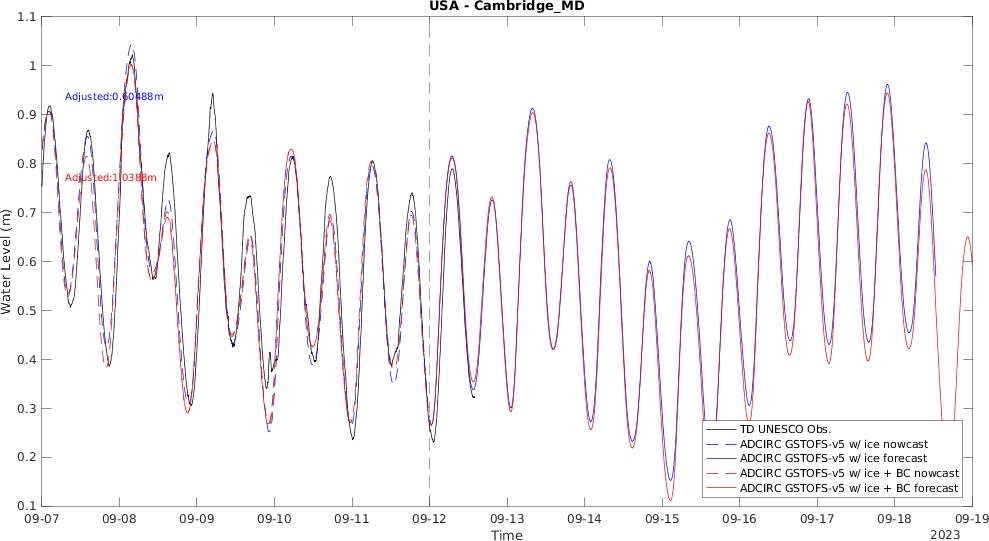 USA - Cambridge_MD
1.1
1
0.9
0.8
0.7
0.6
0.5
0.4
0.3
0.2
0.1
Water Level (m)
Adjusted:0.60488m
Adjusted:1.0388m
TD UNESCO Obs.
ADCIRC GSTOFS-v5 w/ ice nowcast
ADCIRC GSTOFS-v5 w/ ice forecast
ADCIRC GSTOFS-v5 w/ ice + BC nowcast
ADCIRC GSTOFS-v5 w/ ice + BC forecast
09-07 09-08 09-09 09-10 09-11 09-12 09-13 09-14 09-15 09-16 09-17 09-18 09-19
Time
2023